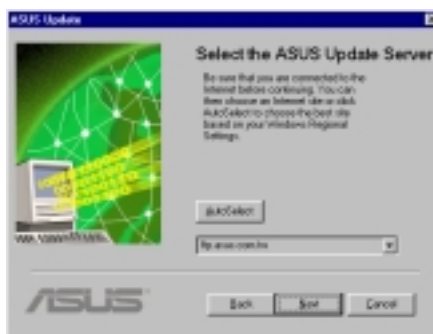 ASUS Update
Select the ASUS Update Server
Be sure that you are connected to the
Internet before continuing. You can
then choose an Internet site or click
AutoSelect to choose the best site
based on your Windows Regional
Settings.
AutoSelect
ftp.asus.com.tw
ASUS
Back
Next
Cancel